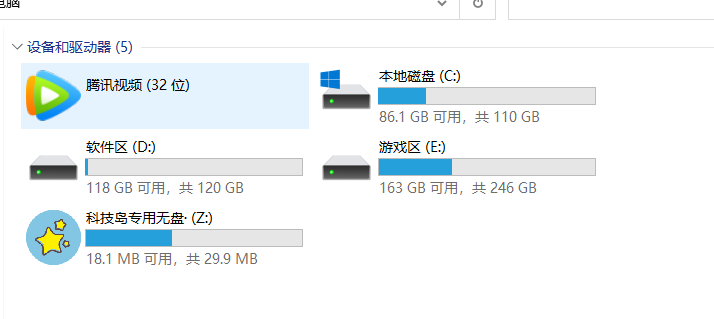 电脑
设备和驱动器 (5)
腾讯视频 (32 位)
本地磁盘 (C:)
86.1 GB 可用，共 110 GB
软件区 (D:)
118 GB 可用，共 120 GB
游戏区 (E:)
163 GB 可用，共 246 GB
科技岛专用无盘· (Z:)
18.1 MB 可用，共 29.9 MB